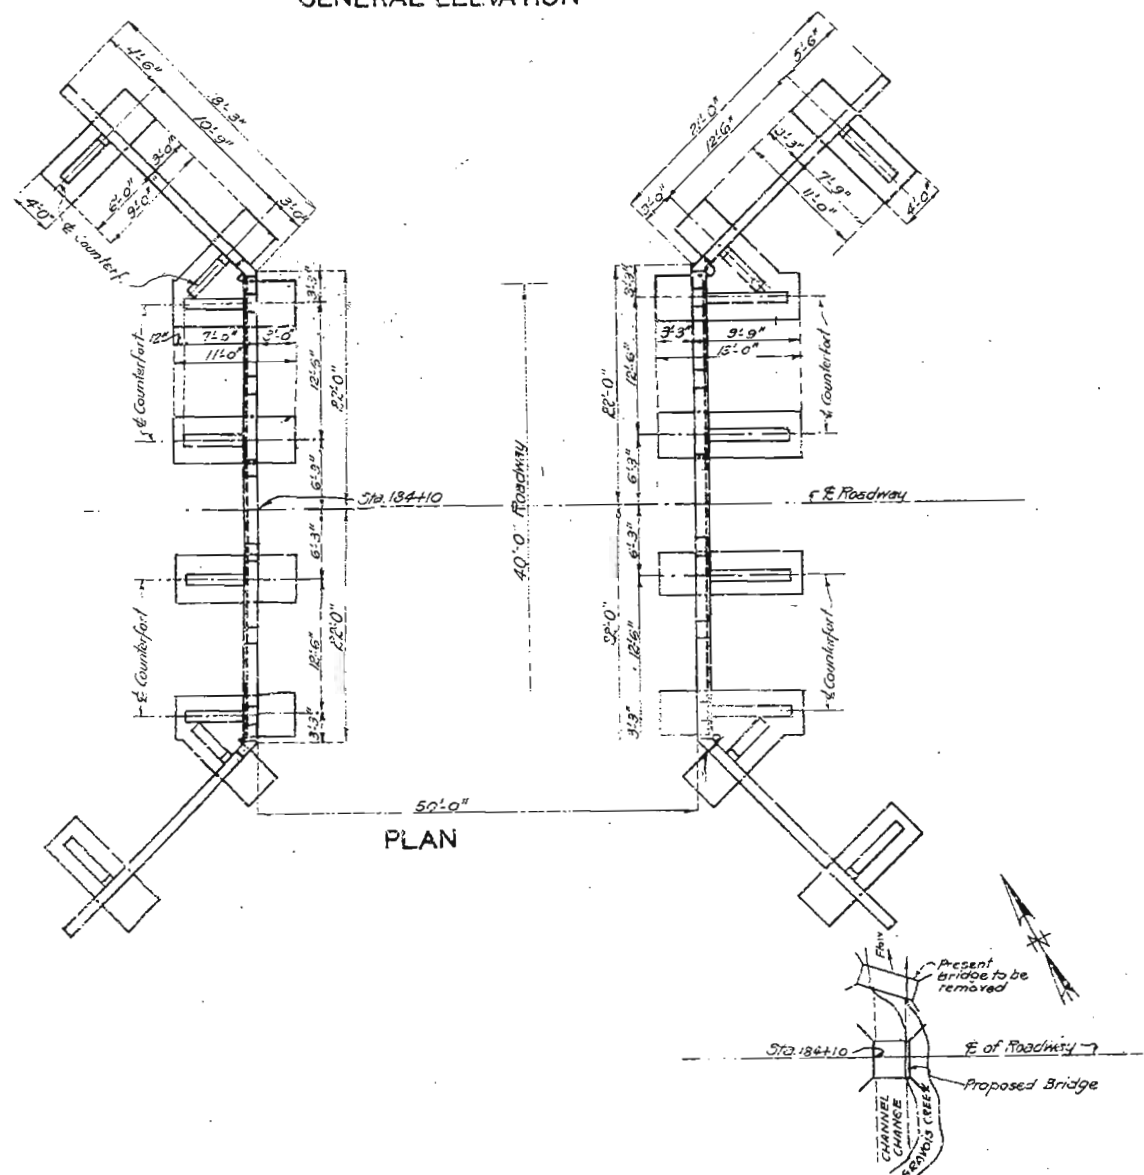 GENERAL ELEVATION
4'-6"
8'-3"
10'-9"
3'-0"
6'-0"
9'-0"
4'-0"
3'-0"
℄ Counterf.
5'-6"
21'-0"
12'-6"
3'-3"
3'-0"
7'-9"
11'-0"
4'-0"
3'-3"
12"
7'-0"
3'-0"
11'-0"
℄ Counterfort
12'-6"
22'-0"
6'-3"
Sta. 184+10
40'-0" Roadway
6'-3"
12'-6"
22'-0"
3'-3"
℄ Counterfort
3'-3"
3'-3"
9'-9"
13'-0"
22'-0"
12'-6"
℄ Counterfort
6'-3"
℄ Roadway
6'-3"
22'-0"
12'-6"
3'-3"
℄ Counterfort
50'-0"
PLAN
Flow
Present
Bridge to be
removed
Sta. 184+10
℄ of Roadway
Proposed Bridge
CHANNEL
CHANGE
GRAVOIS CREEK